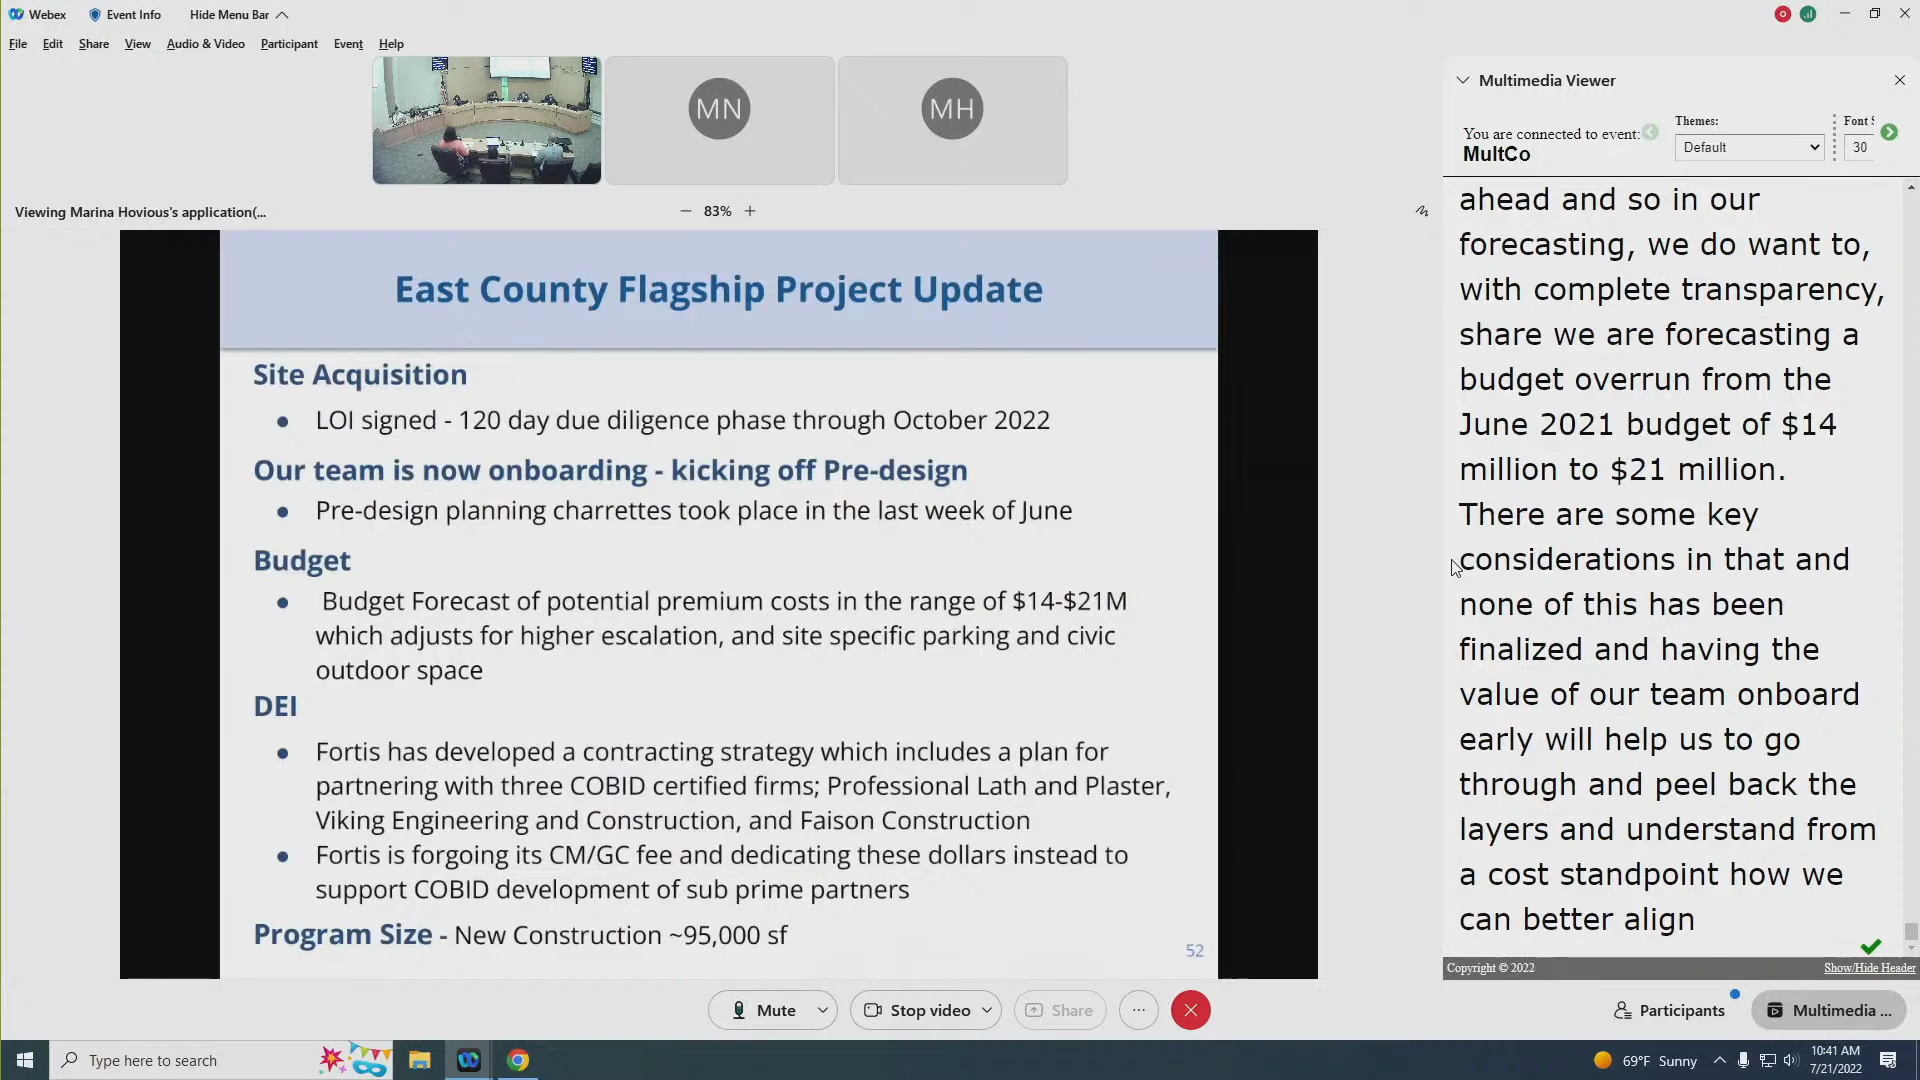 Webex
Event Info
Hide Menu Bar
File Edit Share View Audio & Video Participant Event Help
MN
MH
Viewing Marina Hovious's application(...
83%
East County Flagship Project Update
Site Acquisition
LOI signed - 120 day due diligence phase through October 2022
Our team is now onboarding - kicking off Pre-design
Pre-design planning charrettes took place in the last week of June
Budget
Budget Forecast of potential premium costs in the range of $14-$21M
which adjusts for higher escalation, and site specific parking and civic
outdoor space
DEI
Fortis has developed a contracting strategy which includes a plan for
partnering with three COBID certified firms; Professional Lath and Plaster,
Viking Engineering and Construction, and Faison Construction
Fortis is forgoing its CM/GC fee and dedicating these dollars instead to
support COBID development of sub prime partners
Program Size - New Construction ~95,000 sf
52
Multimedia Viewer
You are connected to event:
MultCo
Themes:
Default
Font S
30
ahead and so in our
forecasting, we do want to,
with complete transparency,
share we are forecasting a
budget overrun from the
June 2021 budget of $14
million to $21 million.
There are some key
considerations in that and
none of this has been
finalized and having the
value of our team onboard
early will help us to go
through and peel back the
layers and understand from
a cost standpoint how we
can better align
Copyright © 2022
Show/Hide Header
Mute
Stop video
Share
Participants
Multimedia ...
Type here to search
69°F Sunny
10:41 AM
7/21/2022